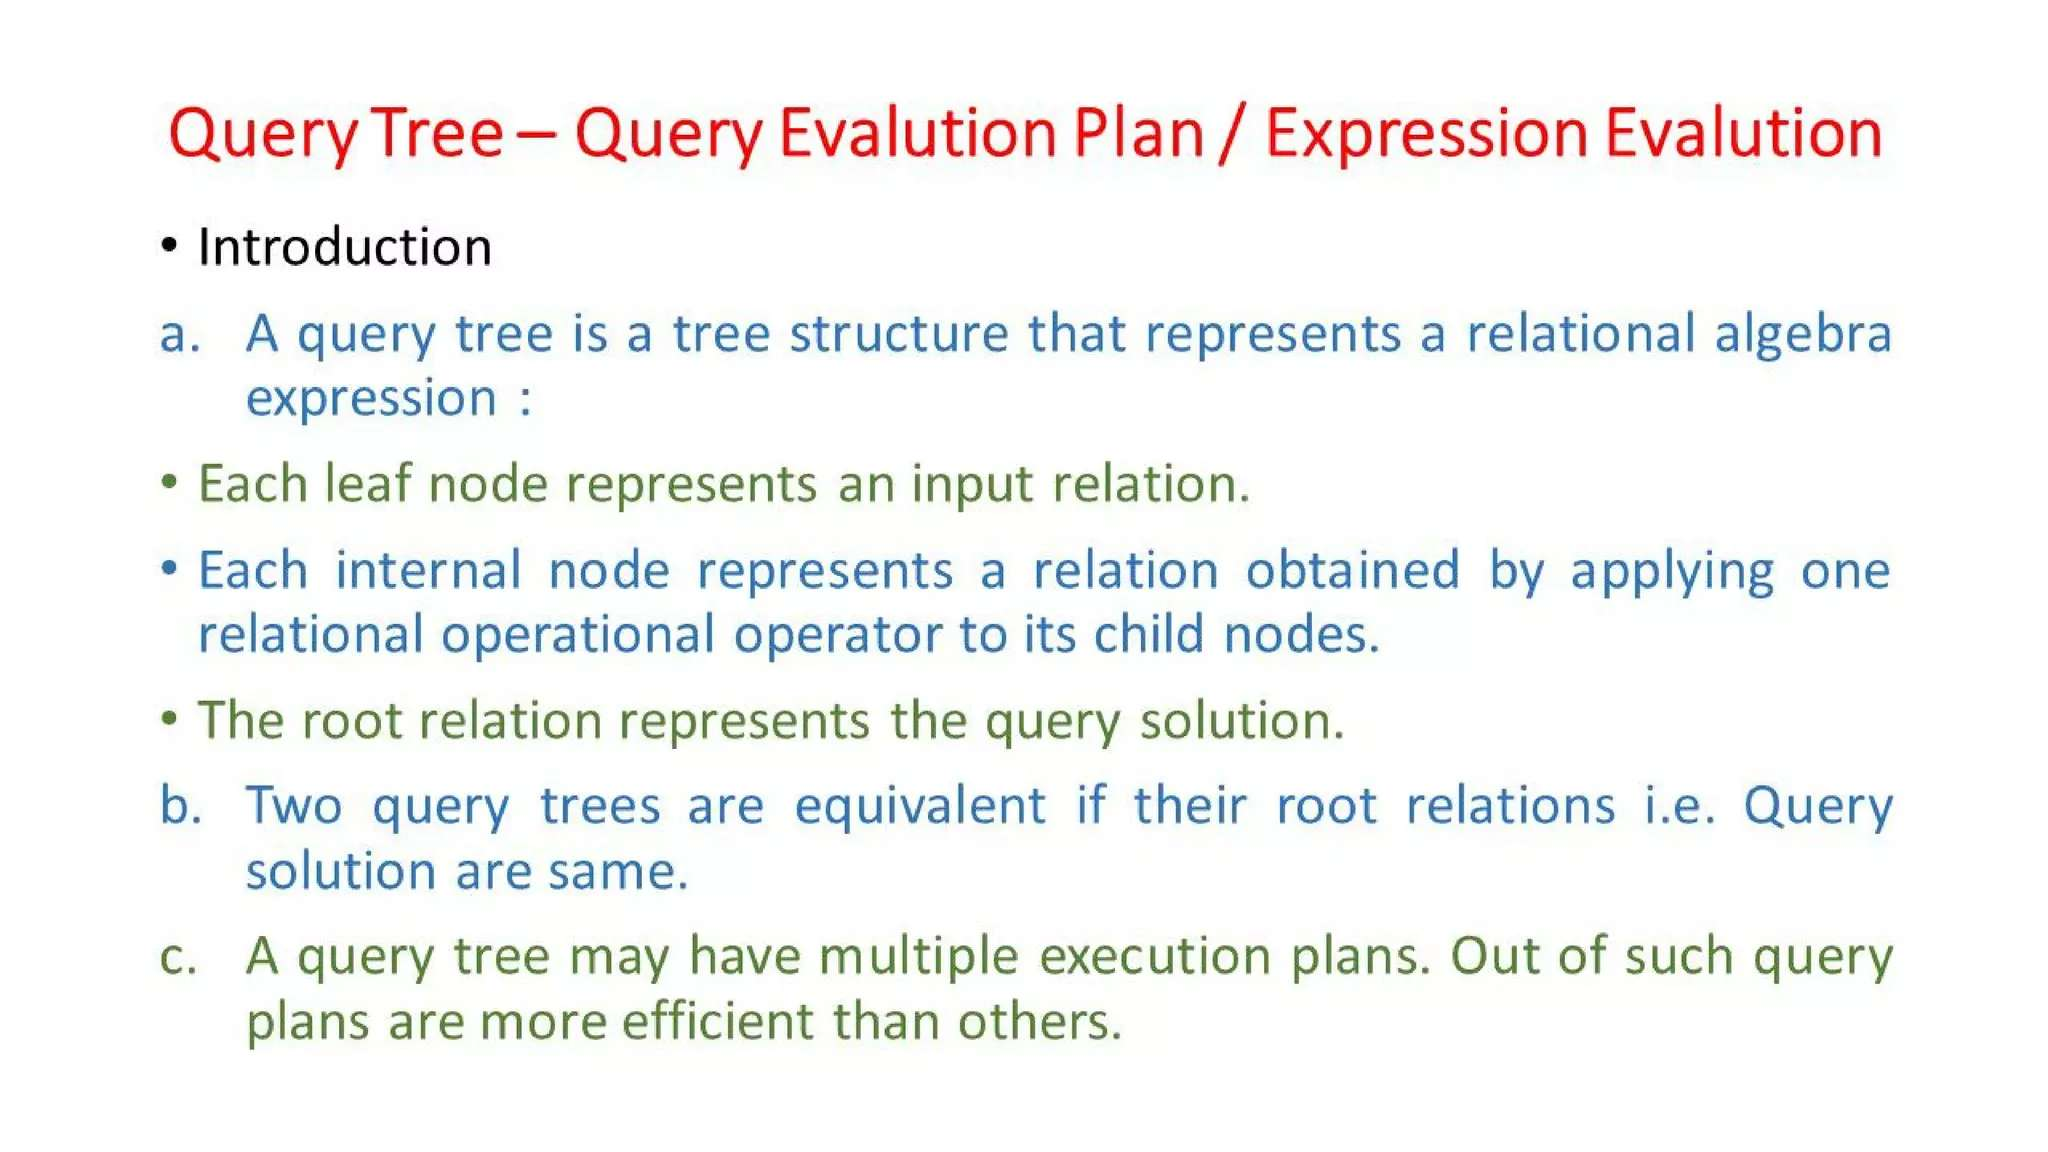 Query Tree – Query Evalution Plan / Expression Evalution
• Introduction
a. A query tree is a tree structure that represents a relational algebra
expression :
• Each leaf node represents an input relation.
• Each internal node represents a relation obtained by applying one
relational operational operator to its child nodes.
• The root relation represents the query solution.
b. Two query trees are equivalent if their root relations i.e. Query
solution are same.
c. A query tree may have multiple execution plans. Out of such query
plans are more efficient than others.